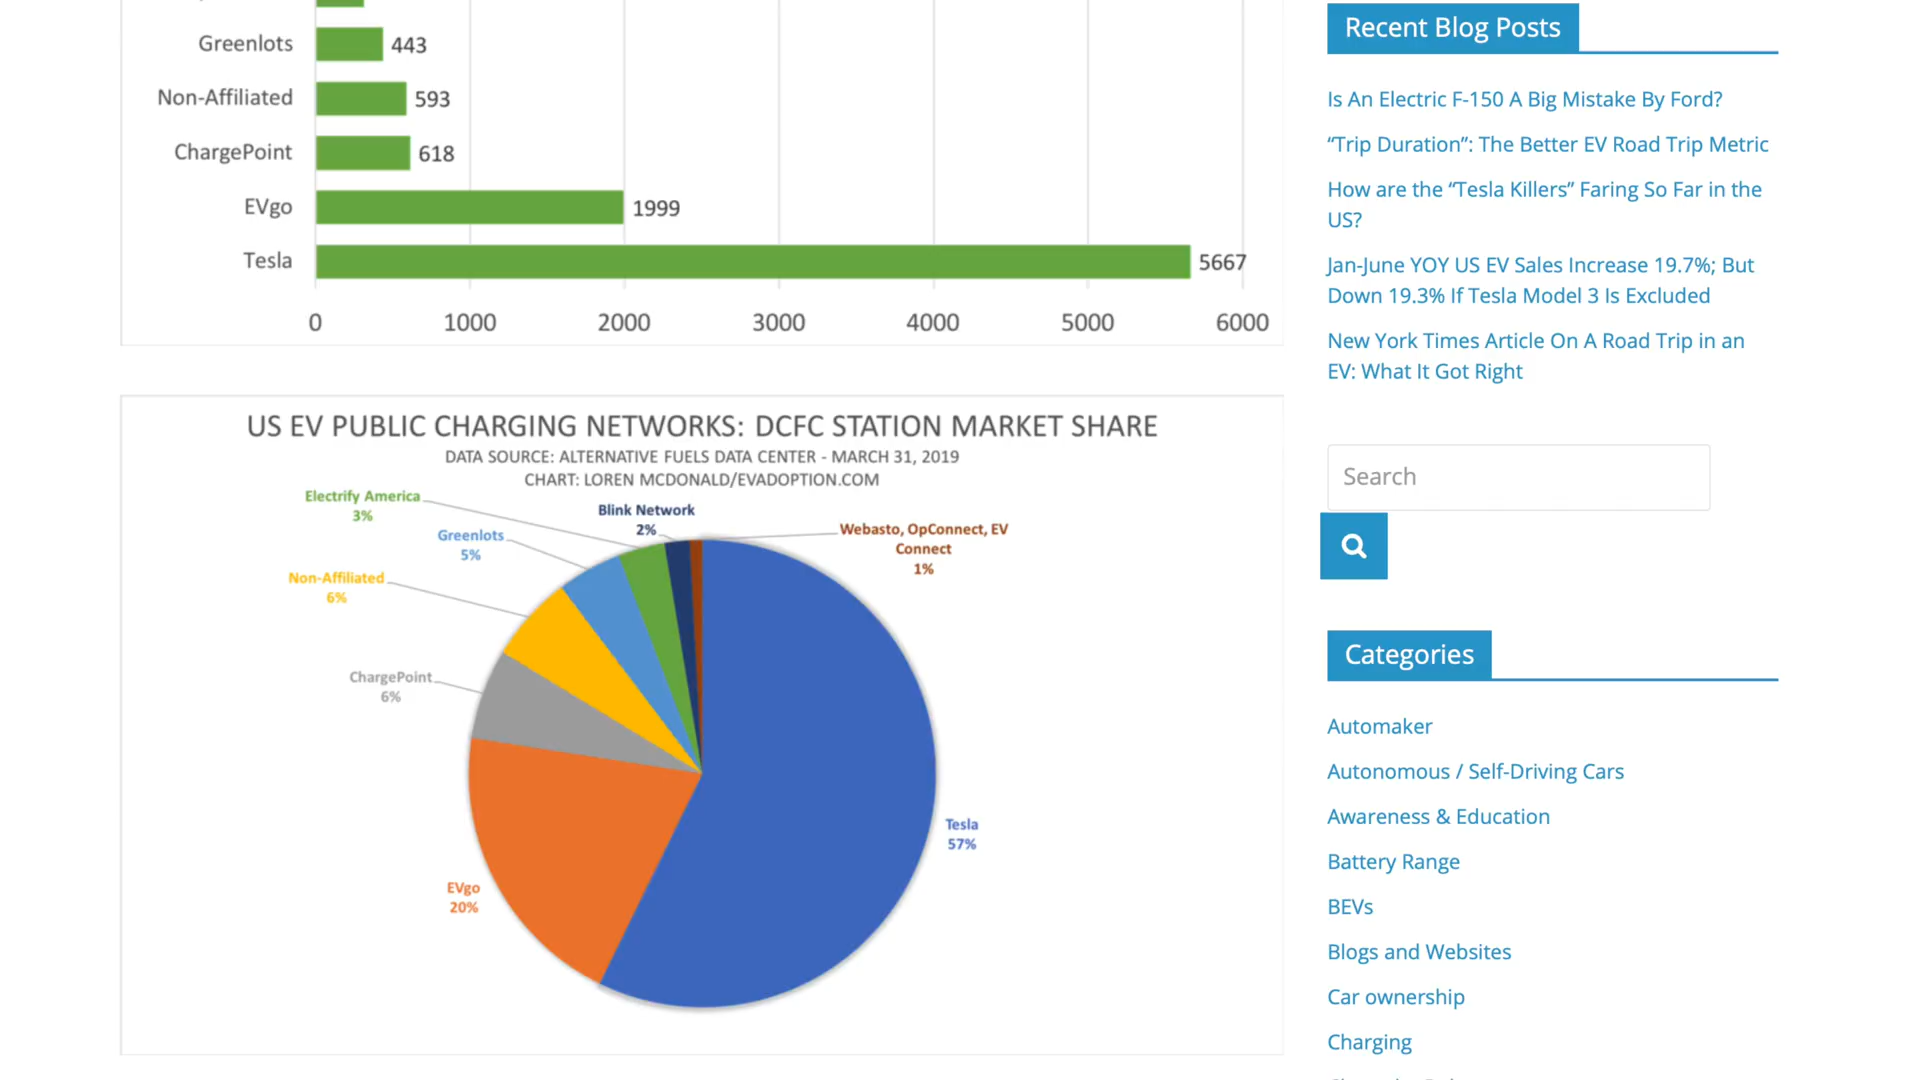 Greenlots 443
Non-Affiliated 593
ChargePoint 618
EVgo 1999
Tesla 5667
0 1000 2000 3000 4000 5000 6000
US EV PUBLIC CHARGING NETWORKS: DCFC STATION MARKET SHARE
DATA SOURCE: ALTERNATIVE FUELS DATA CENTER - MARCH 31, 2019
CHART: LOREN MCDONALD/EVADOPTION.COM
Electrify America
3%
Blink Network
2%
Webasto, OpConnect, EV
Connect
1%
Greenlots
5%
Non-Affiliated
6%
ChargePoint
6%
Tesla
57%
EVgo
20%
Recent Blog Posts
Is An Electric F-150 A Big Mistake By Ford?
“Trip Duration”: The Better EV Road Trip Metric
How are the “Tesla Killers” Faring So Far in the
US?
Jan-June YOY US EV Sales Increase 19.7%; But
Down 19.3% If Tesla Model 3 Is Excluded
New York Times Article On A Road Trip in an
EV: What It Got Right
Search
Categories
Automaker
Autonomous / Self-Driving Cars
Awareness & Education
Battery Range
BEVs
Blogs and Websites
Car ownership
Charging